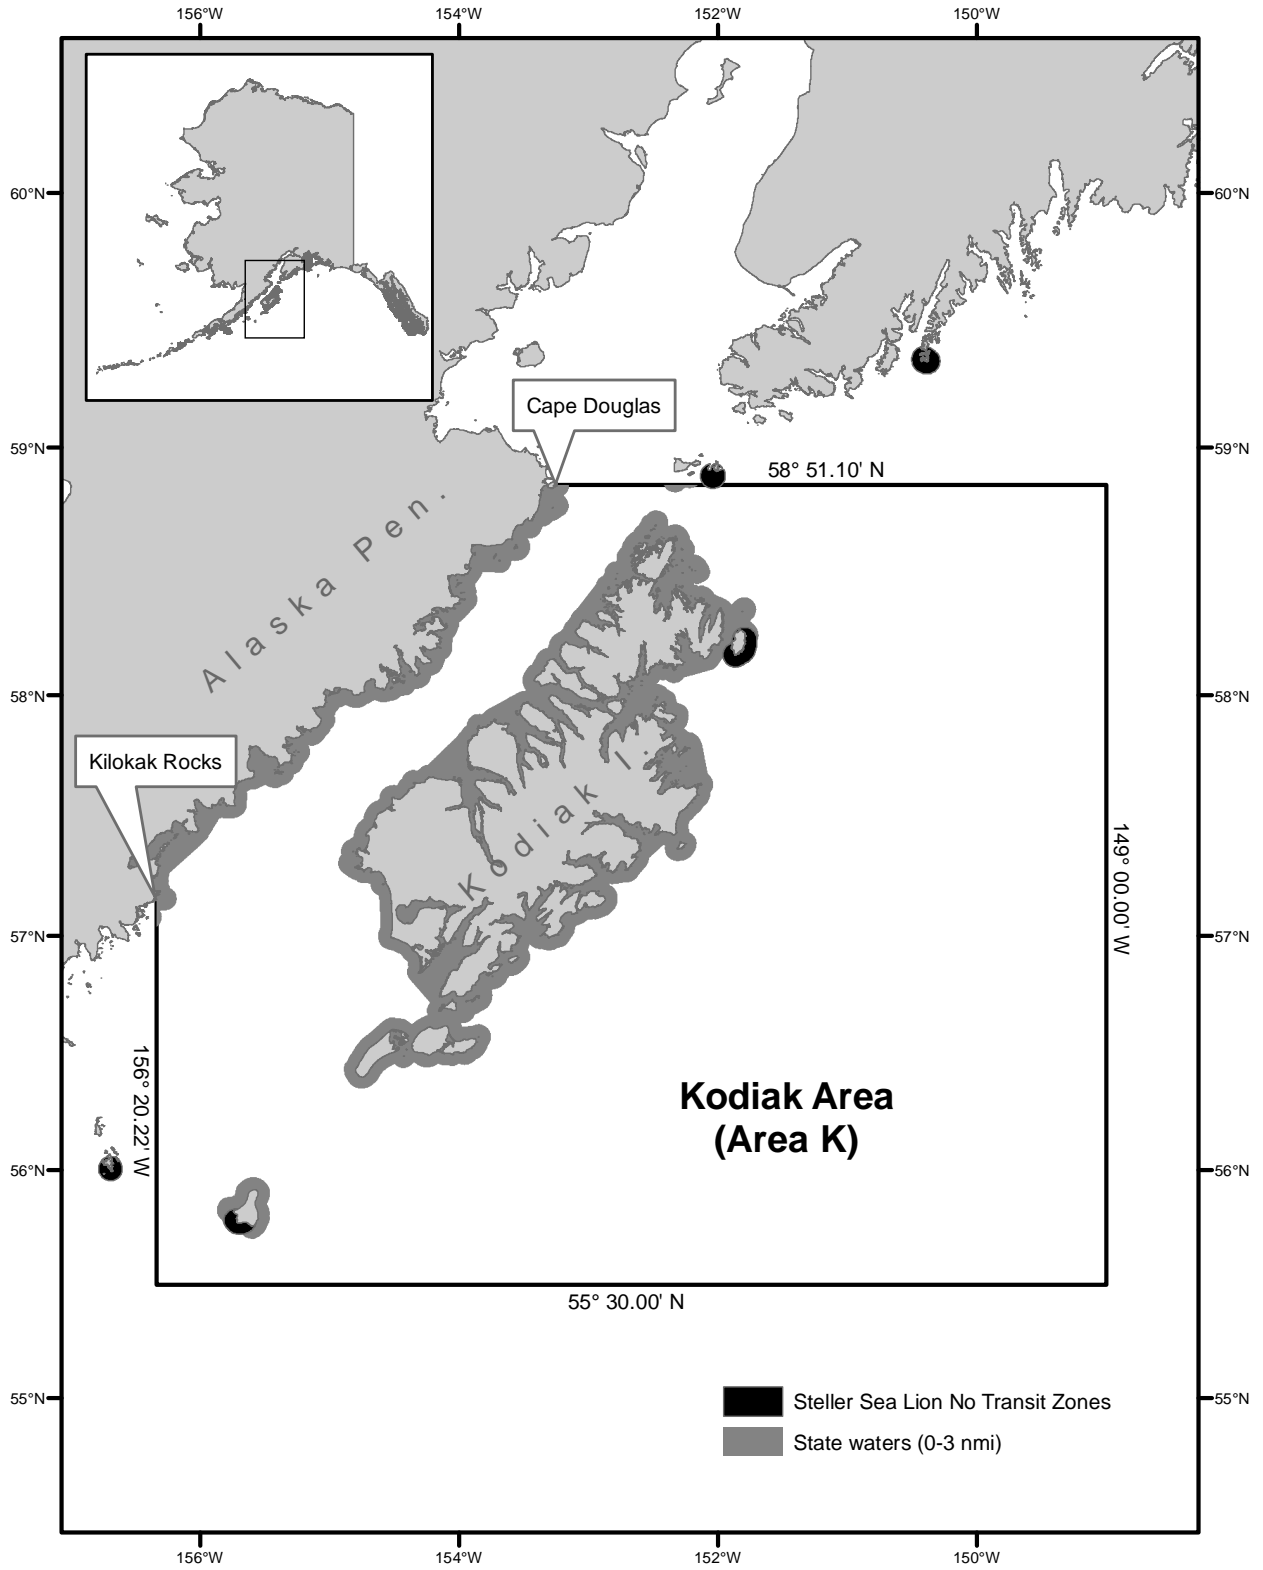 156°W
154°W
152°W
150°W
60°N
60°N
Cape Douglas
59°N
59°N
58° 51.10' N
Alaska Pen.
58°N
58°N
Kilokak Rocks
Kodiak I.
149° 00.00' W
57°N
57°N
156° 20.22' W
Kodiak Area
(Area K)
56°N
56°N
55° 30.00' N
55°N
55°N
Steller Sea Lion No Transit Zones
State waters (0-3 nmi)
156°W
154°W
152°W
150°W